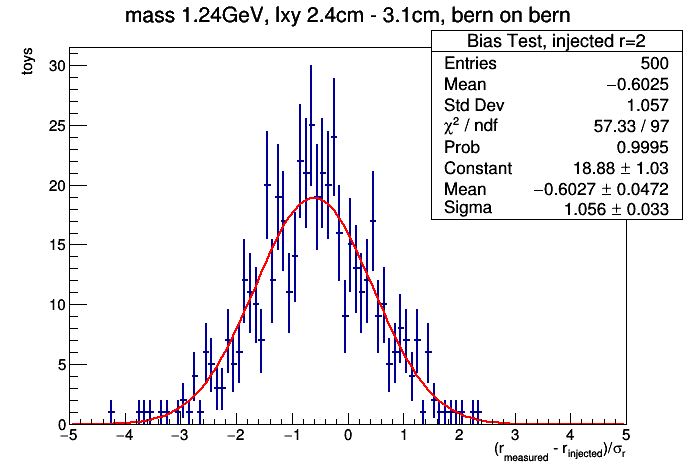 mass 1.24GeV, lxy 2.4cm - 3.1cm, bern on bern
Bias Test, injected r=2
Entries 500
Mean −0.6025
Std Dev 1.057
χ² / ndf 57.33 / 97
Prob 0.9995
Constant 18.88 ± 1.03
Mean −0.6027 ± 0.0472
Sigma 1.056 ± 0.033
toys
30
25
20
15
10
5
0
−5 −4 −3 −2 −1 0 1 2 3 4 5
(r_measured - r_injected)/σ_r